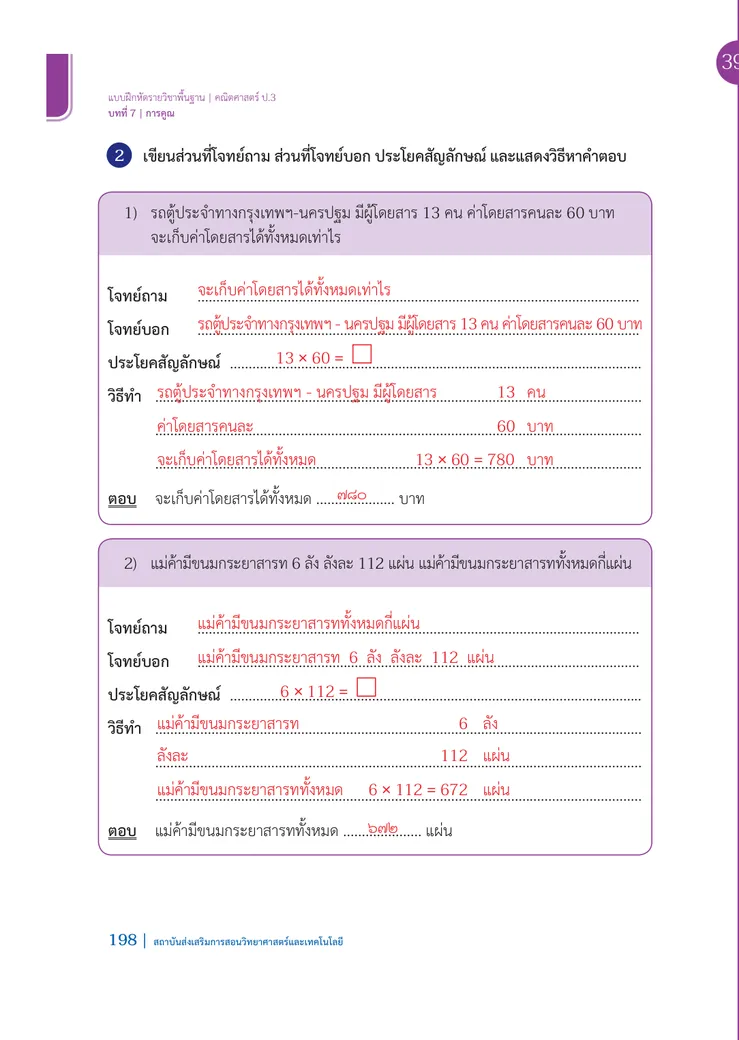 39
แบบฝึกหัดรายวิชาพื้นฐาน | คณิตศาสตร์ ป.3
บทที่ 7 | การคูณ
2 เขียนส่วนที่โจทย์ถาม ส่วนที่โจทย์บอก ประโยคสัญลักษณ์ และแสดงวิธีหาคำตอบ
1) รถตู้ประจำทางกรุงเทพฯ-นครปฐม มีผู้โดยสาร 13 คน ค่าโดยสารคนละ 60 บาท
จะเก็บค่าโดยสารได้ทั้งหมดเท่าไร
โจทย์ถาม จะเก็บค่าโดยสารได้ทั้งหมดเท่าไร
โจทย์บอก รถตู้ประจำทางกรุงเทพฯ - นครปฐม มีผู้โดยสาร 13 คน ค่าโดยสารคนละ 60 บาท
ประโยคสัญลักษณ์ 13 × 60 = □
วิธีทำ รถตู้ประจำทางกรุงเทพฯ - นครปฐม มีผู้โดยสาร 13 คน
ค่าโดยสารคนละ 60 บาท
จะเก็บค่าโดยสารได้ทั้งหมด 13 × 60 = 780 บาท
ตอบ จะเก็บค่าโดยสารได้ทั้งหมด ๗๘๐ บาท
2) แม่ค้ามีขนมกระยาสารท 6 ลัง ลังละ 112 แผ่น แม่ค้ามีขนมกระยาสารททั้งหมดกี่แผ่น
โจทย์ถาม แม่ค้ามีขนมกระยาสารททั้งหมดกี่แผ่น
โจทย์บอก แม่ค้ามีขนมกระยาสารท 6 ลัง ลังละ 112 แผ่น
ประโยคสัญลักษณ์ 6 × 112 = □
วิธีทำ แม่ค้ามีขนมกระยาสารท 6 ลัง
ลังละ 112 แผ่น
แม่ค้ามีขนมกระยาสารททั้งหมด 6 × 112 = 672 แผ่น
ตอบ แม่ค้ามีขนมกระยาสารททั้งหมด ๖๗๒ แผ่น
198 | สถาบันส่งเสริมการสอนวิทยาศาสตร์และเทคโนโลยี